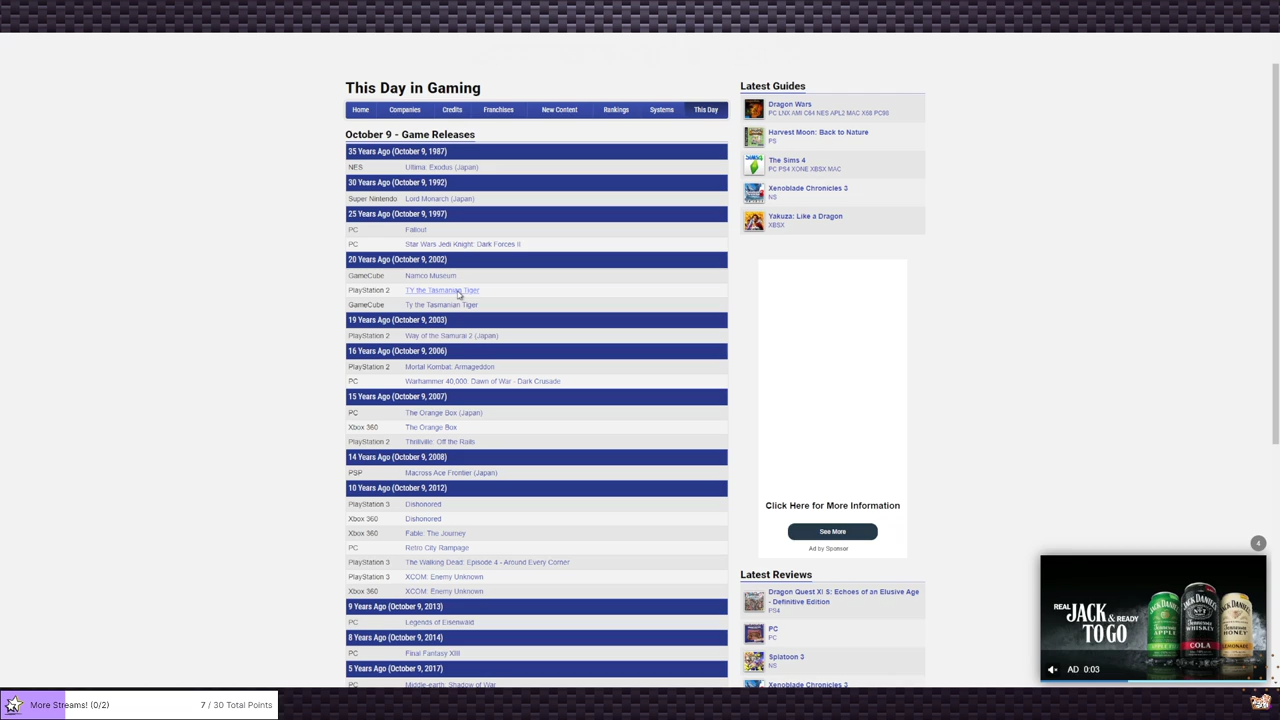 This Day in Gaming
Home Companies Credits Franchises New Content Rankings Systems This Day
October 9 - Game Releases
35 Years Ago (October 9, 1987)
NES Ultima: Exodus (Japan)
30 Years Ago (October 9, 1992)
Super Nintendo Lord Monarch (Japan)
25 Years Ago (October 9, 1997)
PC Fallout
PC Star Wars Jedi Knight: Dark Forces II
20 Years Ago (October 9, 2002)
GameCube Namco Museum
PlayStation 2 TY the Tasmanian Tiger
GameCube Ty the Tasmanian Tiger
19 Years Ago (October 9, 2003)
PlayStation 2 Way of the Samurai 2 (Japan)
16 Years Ago (October 9, 2006)
PlayStation 2 Mortal Kombat: Armageddon
PC Warhammer 40,000: Dawn of War - Dark Crusade
15 Years Ago (October 9, 2007)
PC The Orange Box (Japan)
Xbox 360 The Orange Box
PlayStation 2 Thrillville: Off the Rails
14 Years Ago (October 9, 2008)
PSP Macross Ace Frontier (Japan)
10 Years Ago (October 9, 2012)
PlayStation 3 Dishonored
Xbox 360 Dishonored
Xbox 360 Fable: The Journey
PC Retro City Rampage
PlayStation 3 The Walking Dead: Episode 4 - Around Every Corner
PlayStation 3 XCOM: Enemy Unknown
Xbox 360 XCOM: Enemy Unknown
9 Years Ago (October 9, 2013)
PC Legends of Eisenwald
8 Years Ago (October 9, 2014)
PC Final Fantasy XIII
5 Years Ago (October 9, 2017)
PC Middle-earth: Shadow of War
Latest Guides
Dragon Wars
PC LNX AMI C64 NES APL2 MAC X68 PC98
Harvest Moon: Back to Nature
PS
The Sims 4
PC PS4 XONE XBSX MAC
Xenoblade Chronicles 3
NS
Yakuza: Like a Dragon
XBSX
Click Here for More Information
See More
Ad by Sponsor
Latest Reviews
Dragon Quest XI S: Echoes of an Elusive Age
- Definitive Edition
PS4
PC
PC
Splatoon 3
NS
Xenoblade Chronicles 3
4
REAL JACK & READY
TO GO
JACK DANIEL'S
Tennessee
APPLE
JACK DANIEL'S
Tennessee
WHISKEY
COLA
JACK DANIEL'S
Tennessee
HONEY
LEMONADE
AD 0:03
More Streams! (0/2) 7 / 30 Total Points